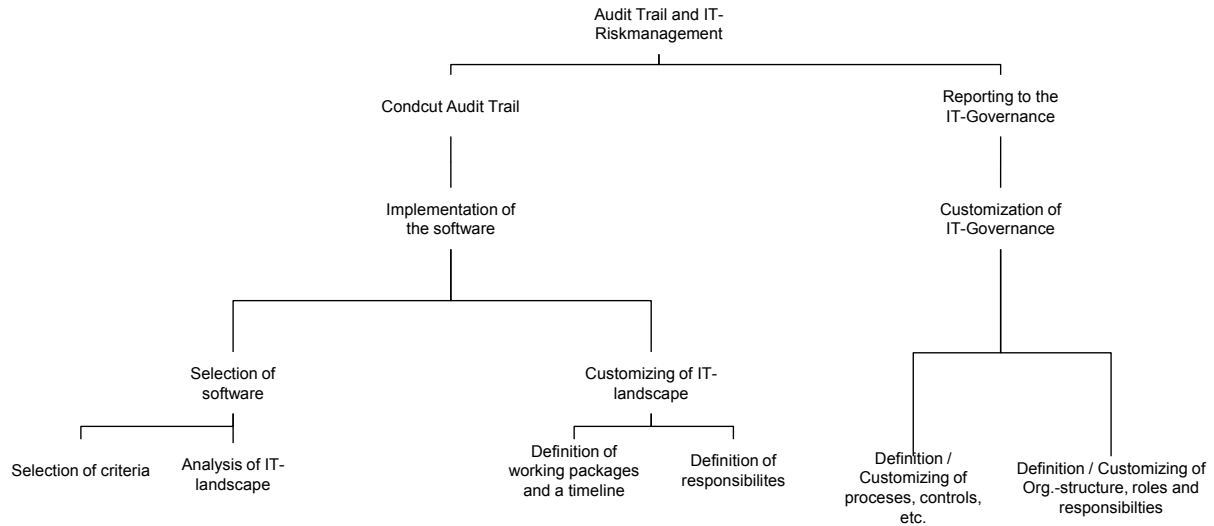 Audit Trail and IT-
Riskmanagement
Condcut Audit Trail
Reporting to the
IT-Governance
Implementation of
the software
Customization of
IT-Governance
Selection of
software
Customizing of IT-
landscape
Selection of criteria
Analysis of IT-
landscape
Definition of
working packages
and a timeline
Definition of
responsibilites
Definition /
Customizing of
proceses, controls,
etc.
Definition / Customizing of
Org.-structure, roles and
responsibilties